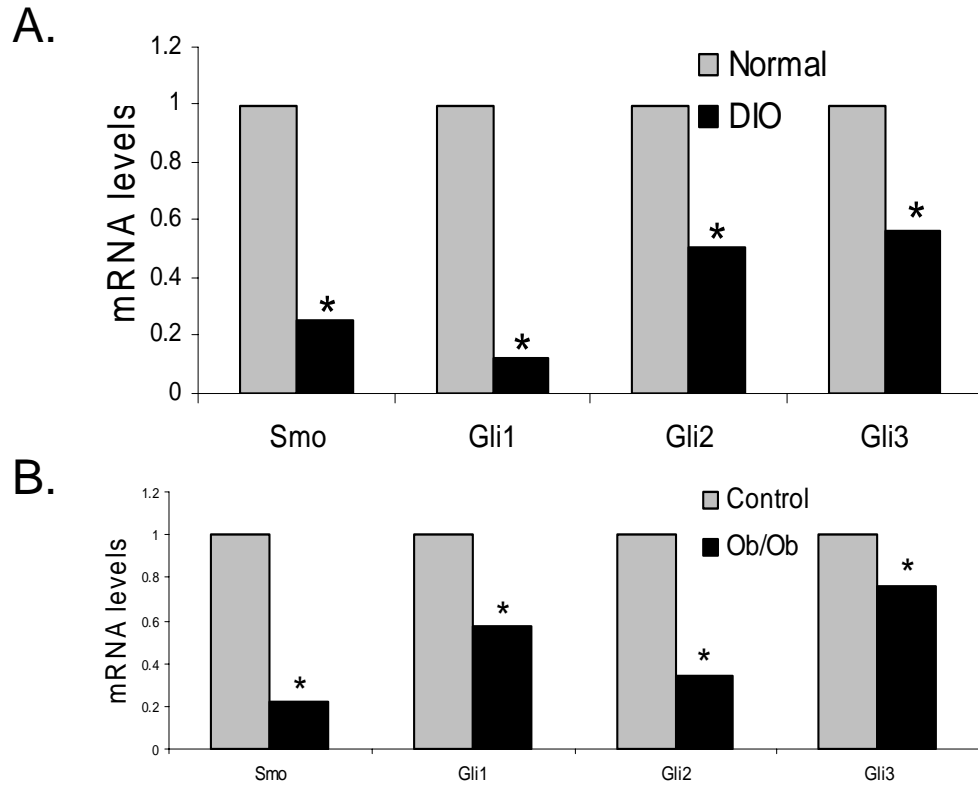 A.
mRNA levels
1.2
1
0.8
0.6
0.4
0.2
0
Normal
DIO
*
*
*
*
Smo Gli1 Gli2 Gli3
B.
mRNA levels
1.2
1
0.8
0.6
0.4
0.2
0
Control
Ob/Ob
*
*
*
*
Smo Gli1 Gli2 Gli3